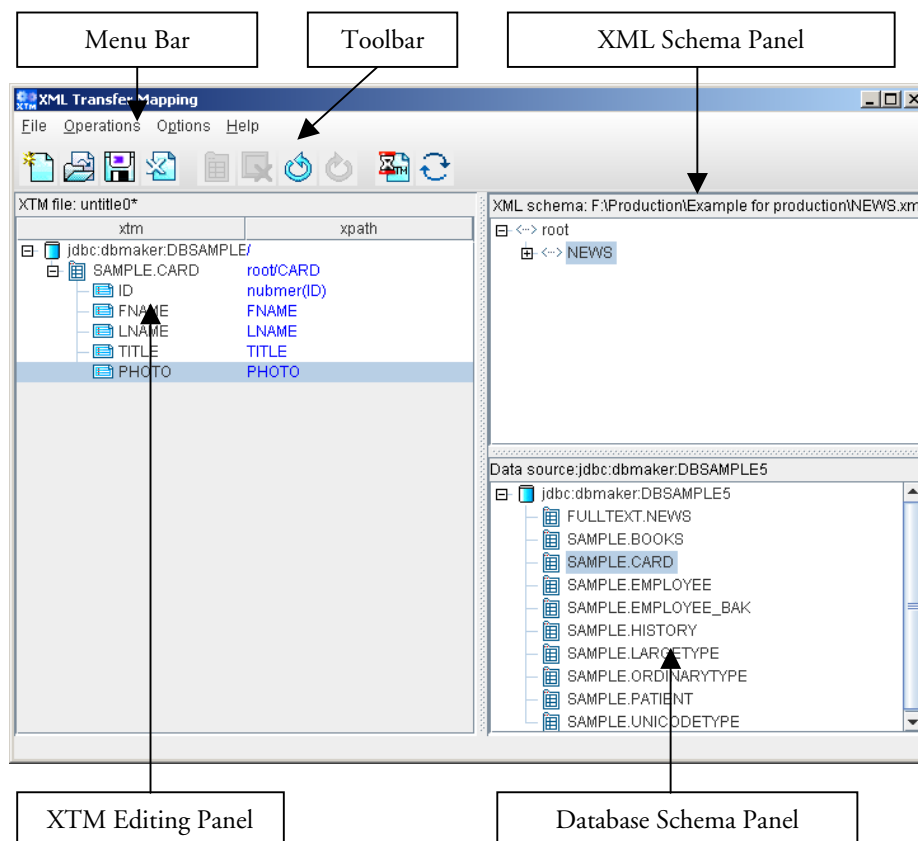 Menu Bar
Toolbar
XML Schema Panel
XTM
XML Transfer Mapping
File Operations Options Help
XTM
XTM file: untitle0*
xtm xpath
jdbc:dbmaker:DBSAMPLE/
SAMPLE.CARD root/CARD
ID nubmer(ID)
FNAME FNAME
LNAME LNAME
TITLE TITLE
PHOTO PHOTO
XML schema: F:\Production\Example for production\NEWS.xm
root
NEWS
Data source:jdbc:dbmaker:DBSAMPLE5
jdbc:dbmaker:DBSAMPLE5
FULLTEXT.NEWS
SAMPLE.BOOKS
SAMPLE.CARD
SAMPLE.EMPLOYEE
SAMPLE.EMPLOYEE_BAK
SAMPLE.HISTORY
SAMPLE.LARGETYPE
SAMPLE.ORDINARYTYPE
SAMPLE.PATIENT
SAMPLE.UNICODETYPE
XTM Editing Panel
Database Schema Panel